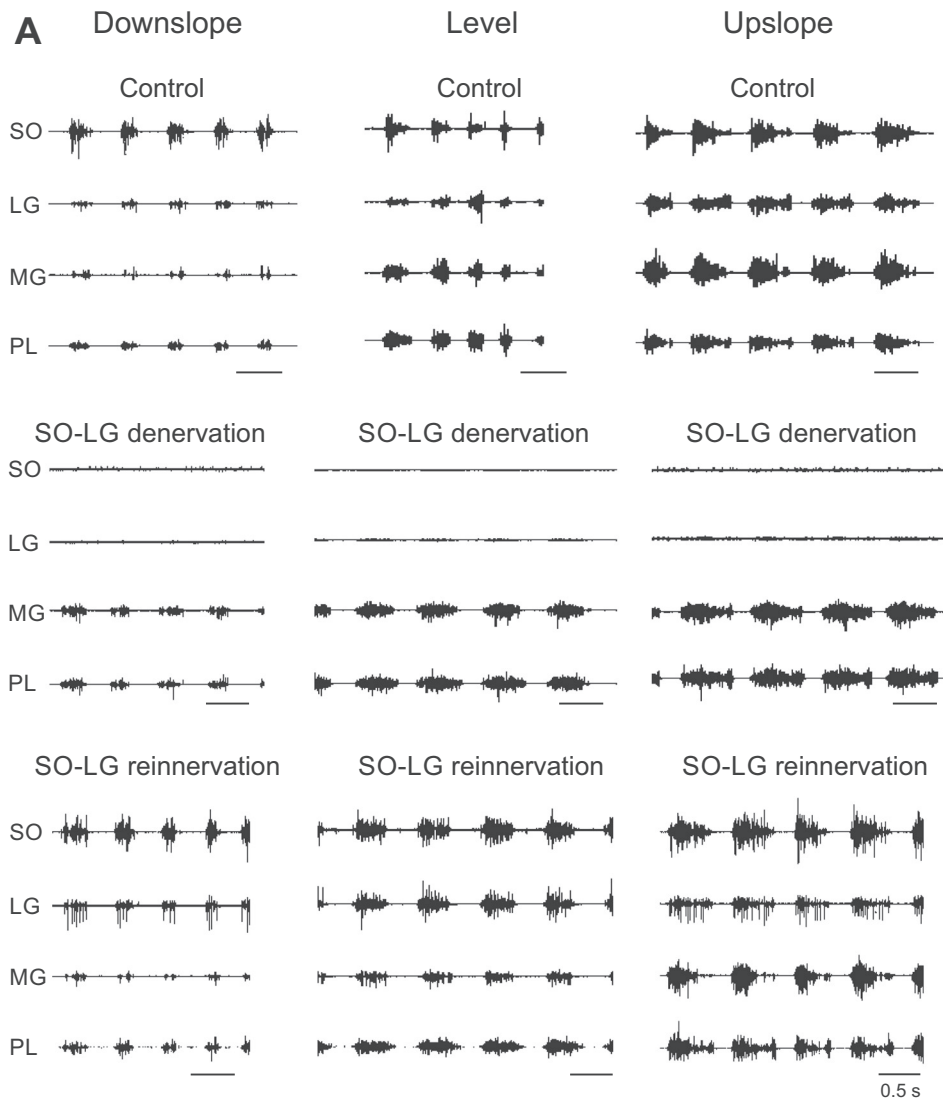 A Downslope Level Upslope
Control Control Control
SO
LG
MG
PL
SO-LG denervation SO-LG denervation SO-LG denervation
SO
LG
MG
PL
SO-LG reinnervation SO-LG reinnervation SO-LG reinnervation
SO
LG
MG
PL
0.5 s